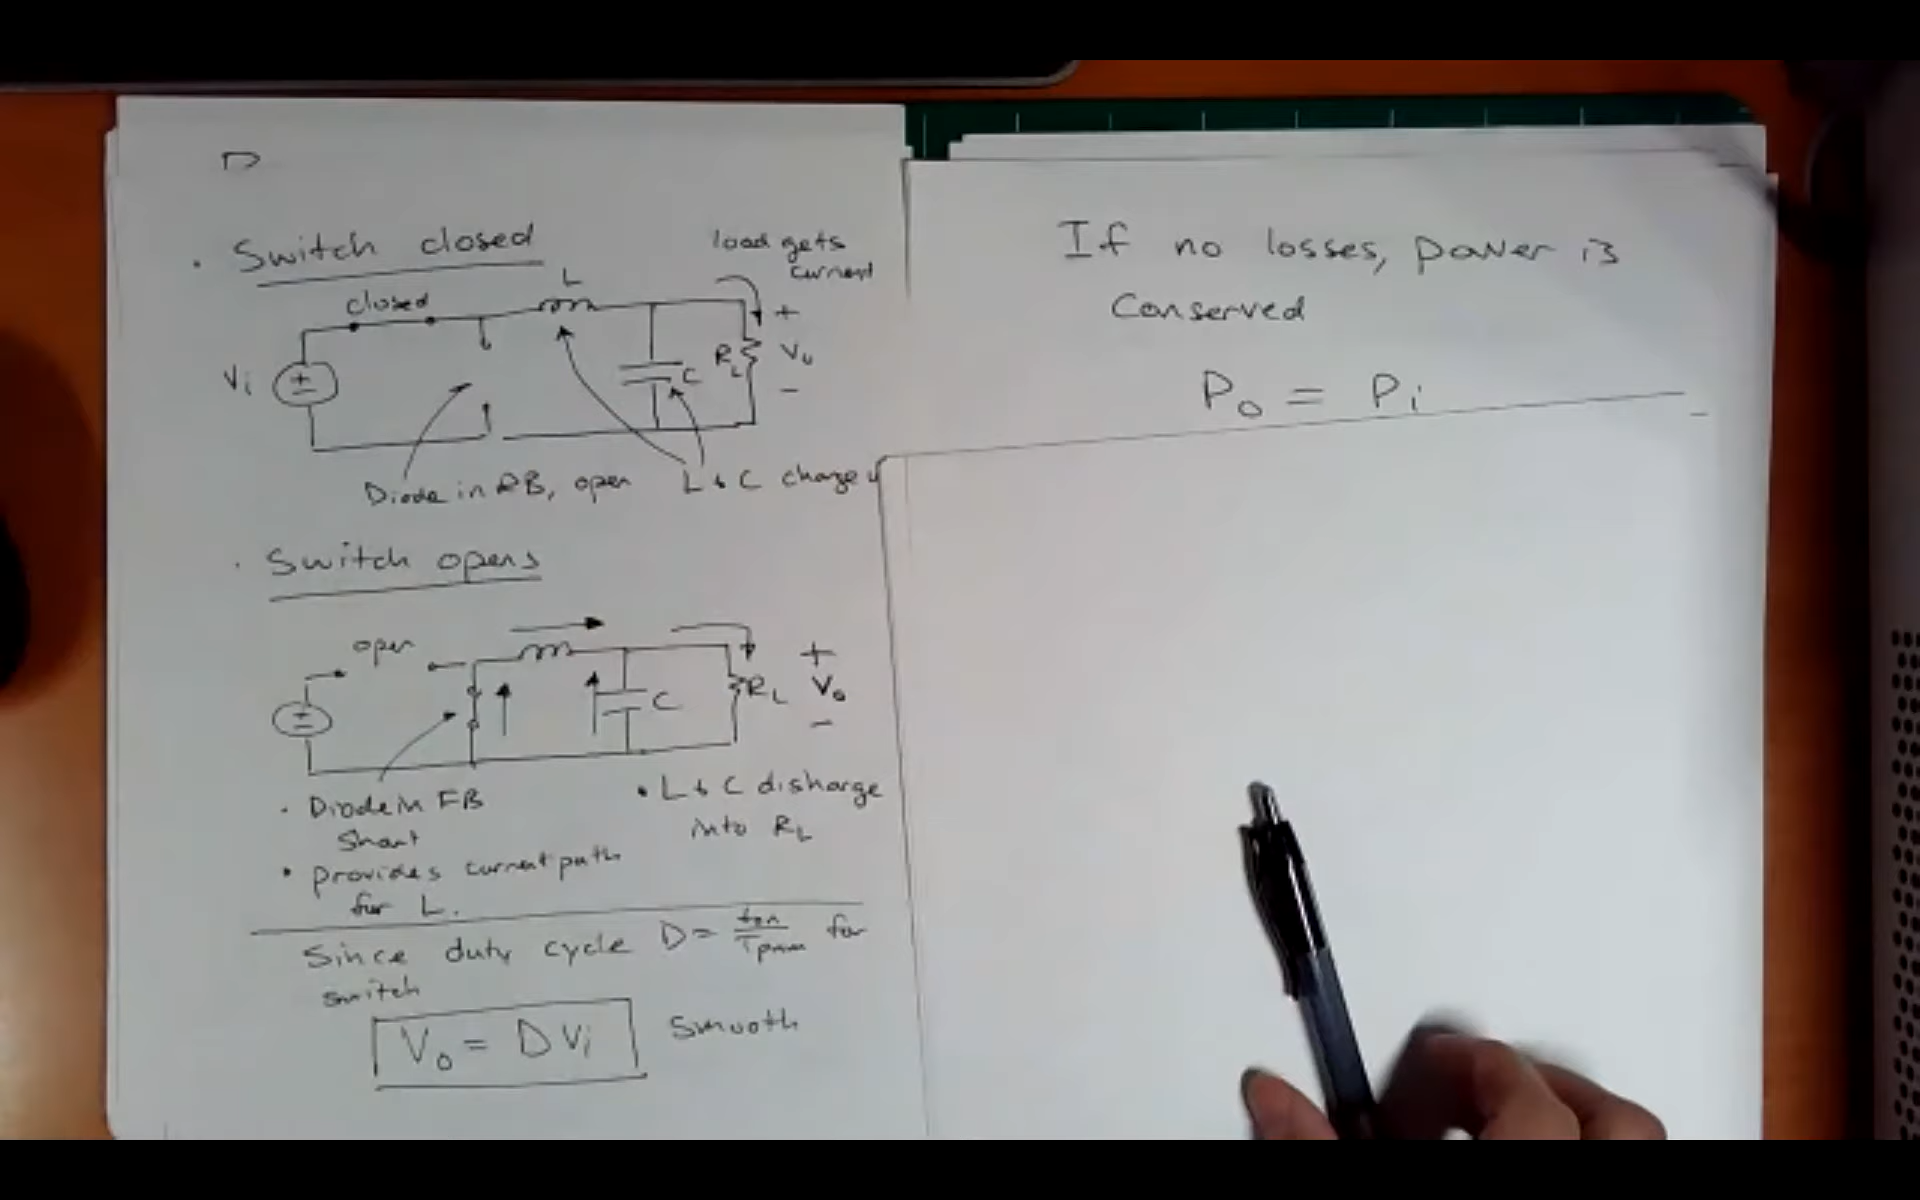 D
· Switch closed
load gets
current
closed
L
Vi
+
C
RL
+
Vo
-
Diode in RB, open
L & C charge
· Switch opens
open
C
RL
+
Vo
-
· Diode in FB
short
· provides current path
for L.
· L & C disharge
into RL
Since duty cycle D = ton/Tpwm for
switch
Vo = D Vi
Smooth
If no losses, power is
Conserved
Po = Pi